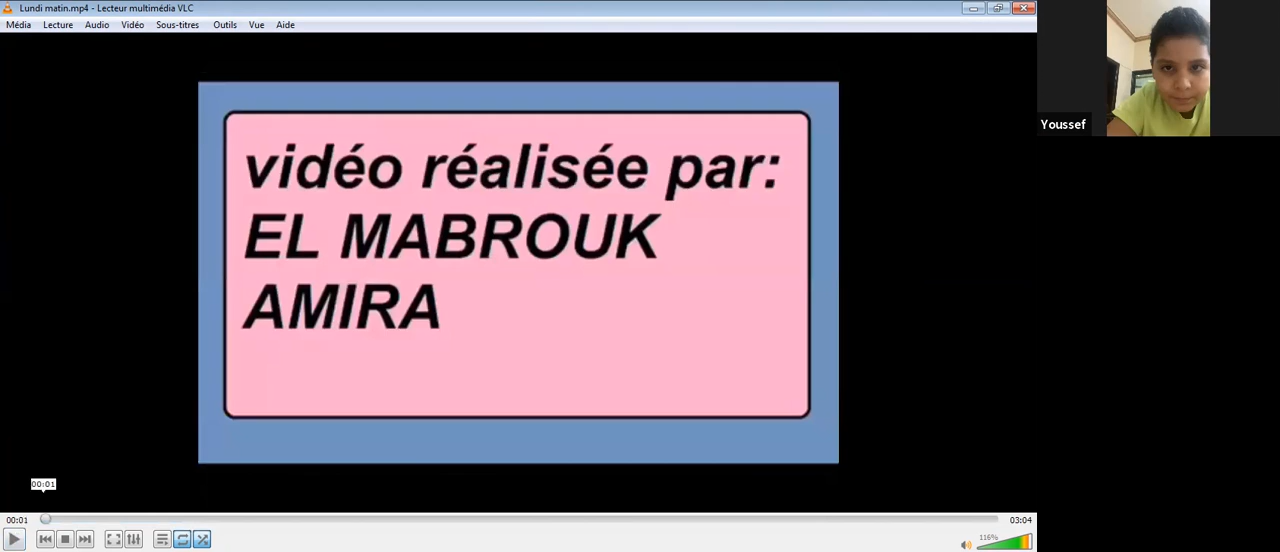 Lundi matin.mp4 - Lecteur multimédia VLC
Média Lecture Audio Vidéo Sous-titres Outils Vue Aide
vidéo réalisée par:
EL MABROUK
AMIRA
Youssef
00:01
00:01
03:04
116%